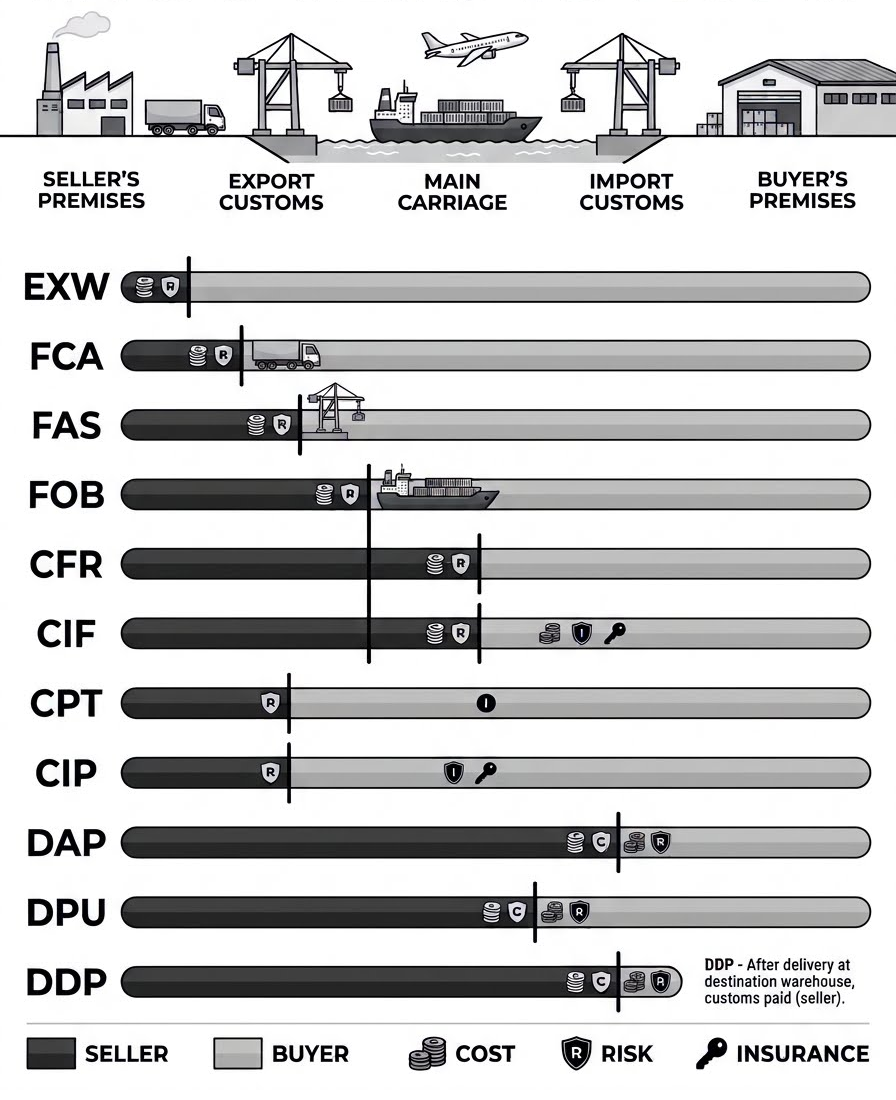 SELLER'S
PREMISES
EXPORT
CUSTOMS
MAIN
CARRIAGE
IMPORT
CUSTOMS
BUYER'S
PREMISES
EXW R
FCA R
FAS R
FOB R
CFR R
CIF R I
CPT R I
CIP R I
DAP C R
DPU C R
DDP C R
DDP - After delivery at
destination warehouse,
customs paid (seller).
SELLER BUYER COST R RISK INSURANCE